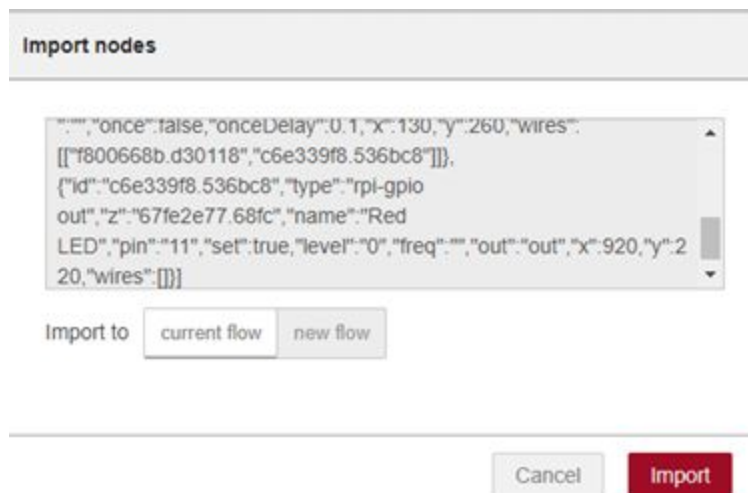 Import nodes
":"","once":false,"onceDelay":0.1,"x":130,"y":260,"wires":
[["f800668b.d30118","c6e339f8.536bc8"]]},
{"id":"c6e339f8.536bc8","type":"rpi-gpio
out","z":"67fe2e77.68fc","name":"Red
LED","pin":"11","set":true,"level":"0","freq":"","out":"out","x":920,"y":2
20,"wires":[]}]
Import to current flow new flow
Cancel Import